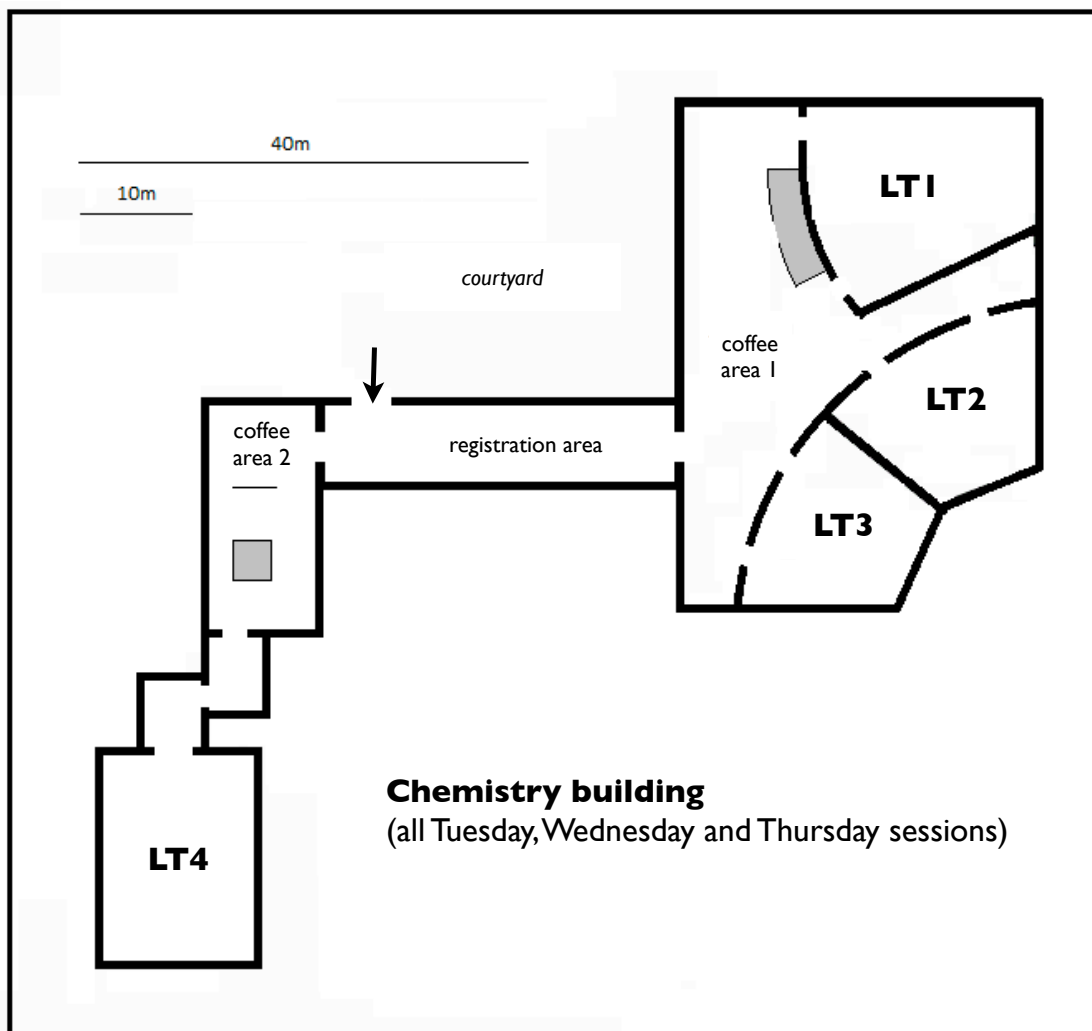 40m
10m
LT1
courtyard
coffee
area 1
LT2
coffee
area 2
registration area
LT3
Chemistry building
(all Tuesday, Wednesday and Thursday sessions)
LT4